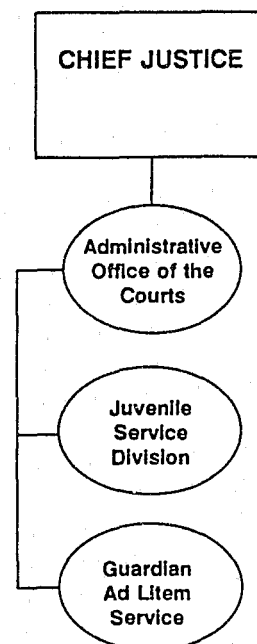 CHIEF JUSTICE
Administrative
Office of the
Courts
Juvenile
Service
Division
Guardian
Ad Litem
Service